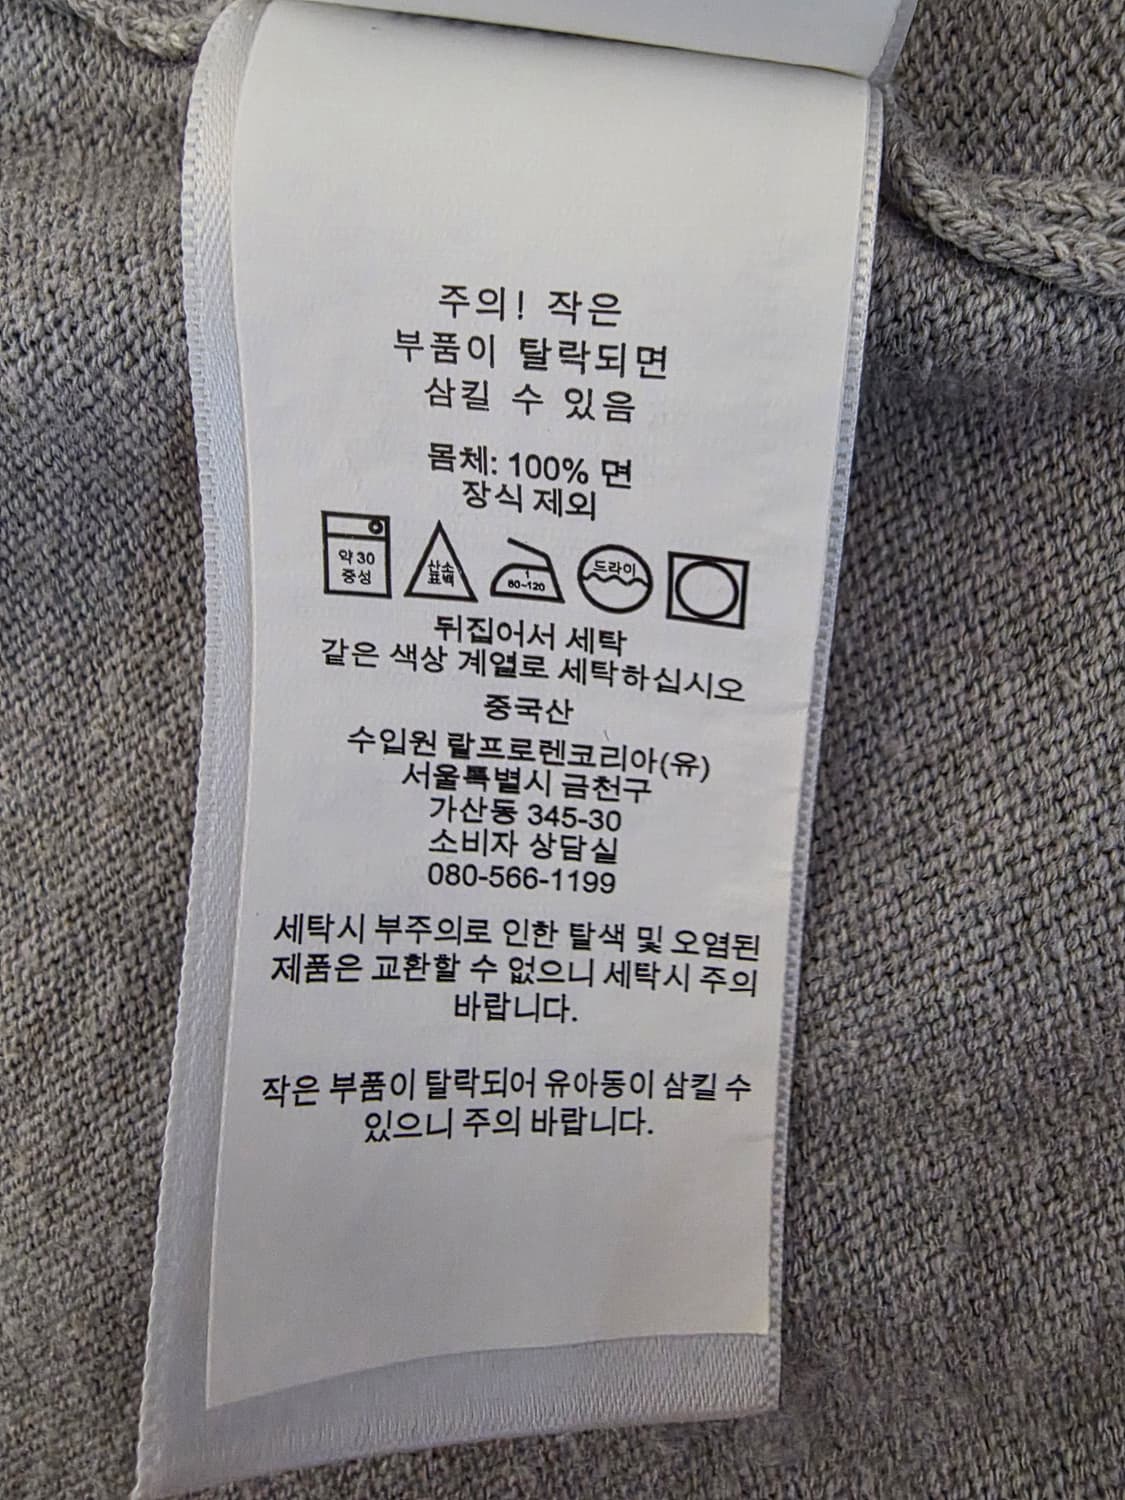 주의! 작은
부품이 탈락되면
삼킬 수 있음
몸체: 100% 면
장식 제외
약 30
중성
산소
표백
1
80~120
드라이
뒤집어서 세탁
같은 색상 계열로 세탁하십시오
중국산
수입원 랄프로렌코리아(유)
서울특별시 금천구
가산동 345-30
소비자 상담실
080-566-1199
세탁시 부주의로 인한 탈색 및 오염된
제품은 교환할 수 없으니 세탁시 주의
바랍니다.
작은 부품이 탈락되어 유아동이 삼킬 수
있으니 주의 바랍니다.